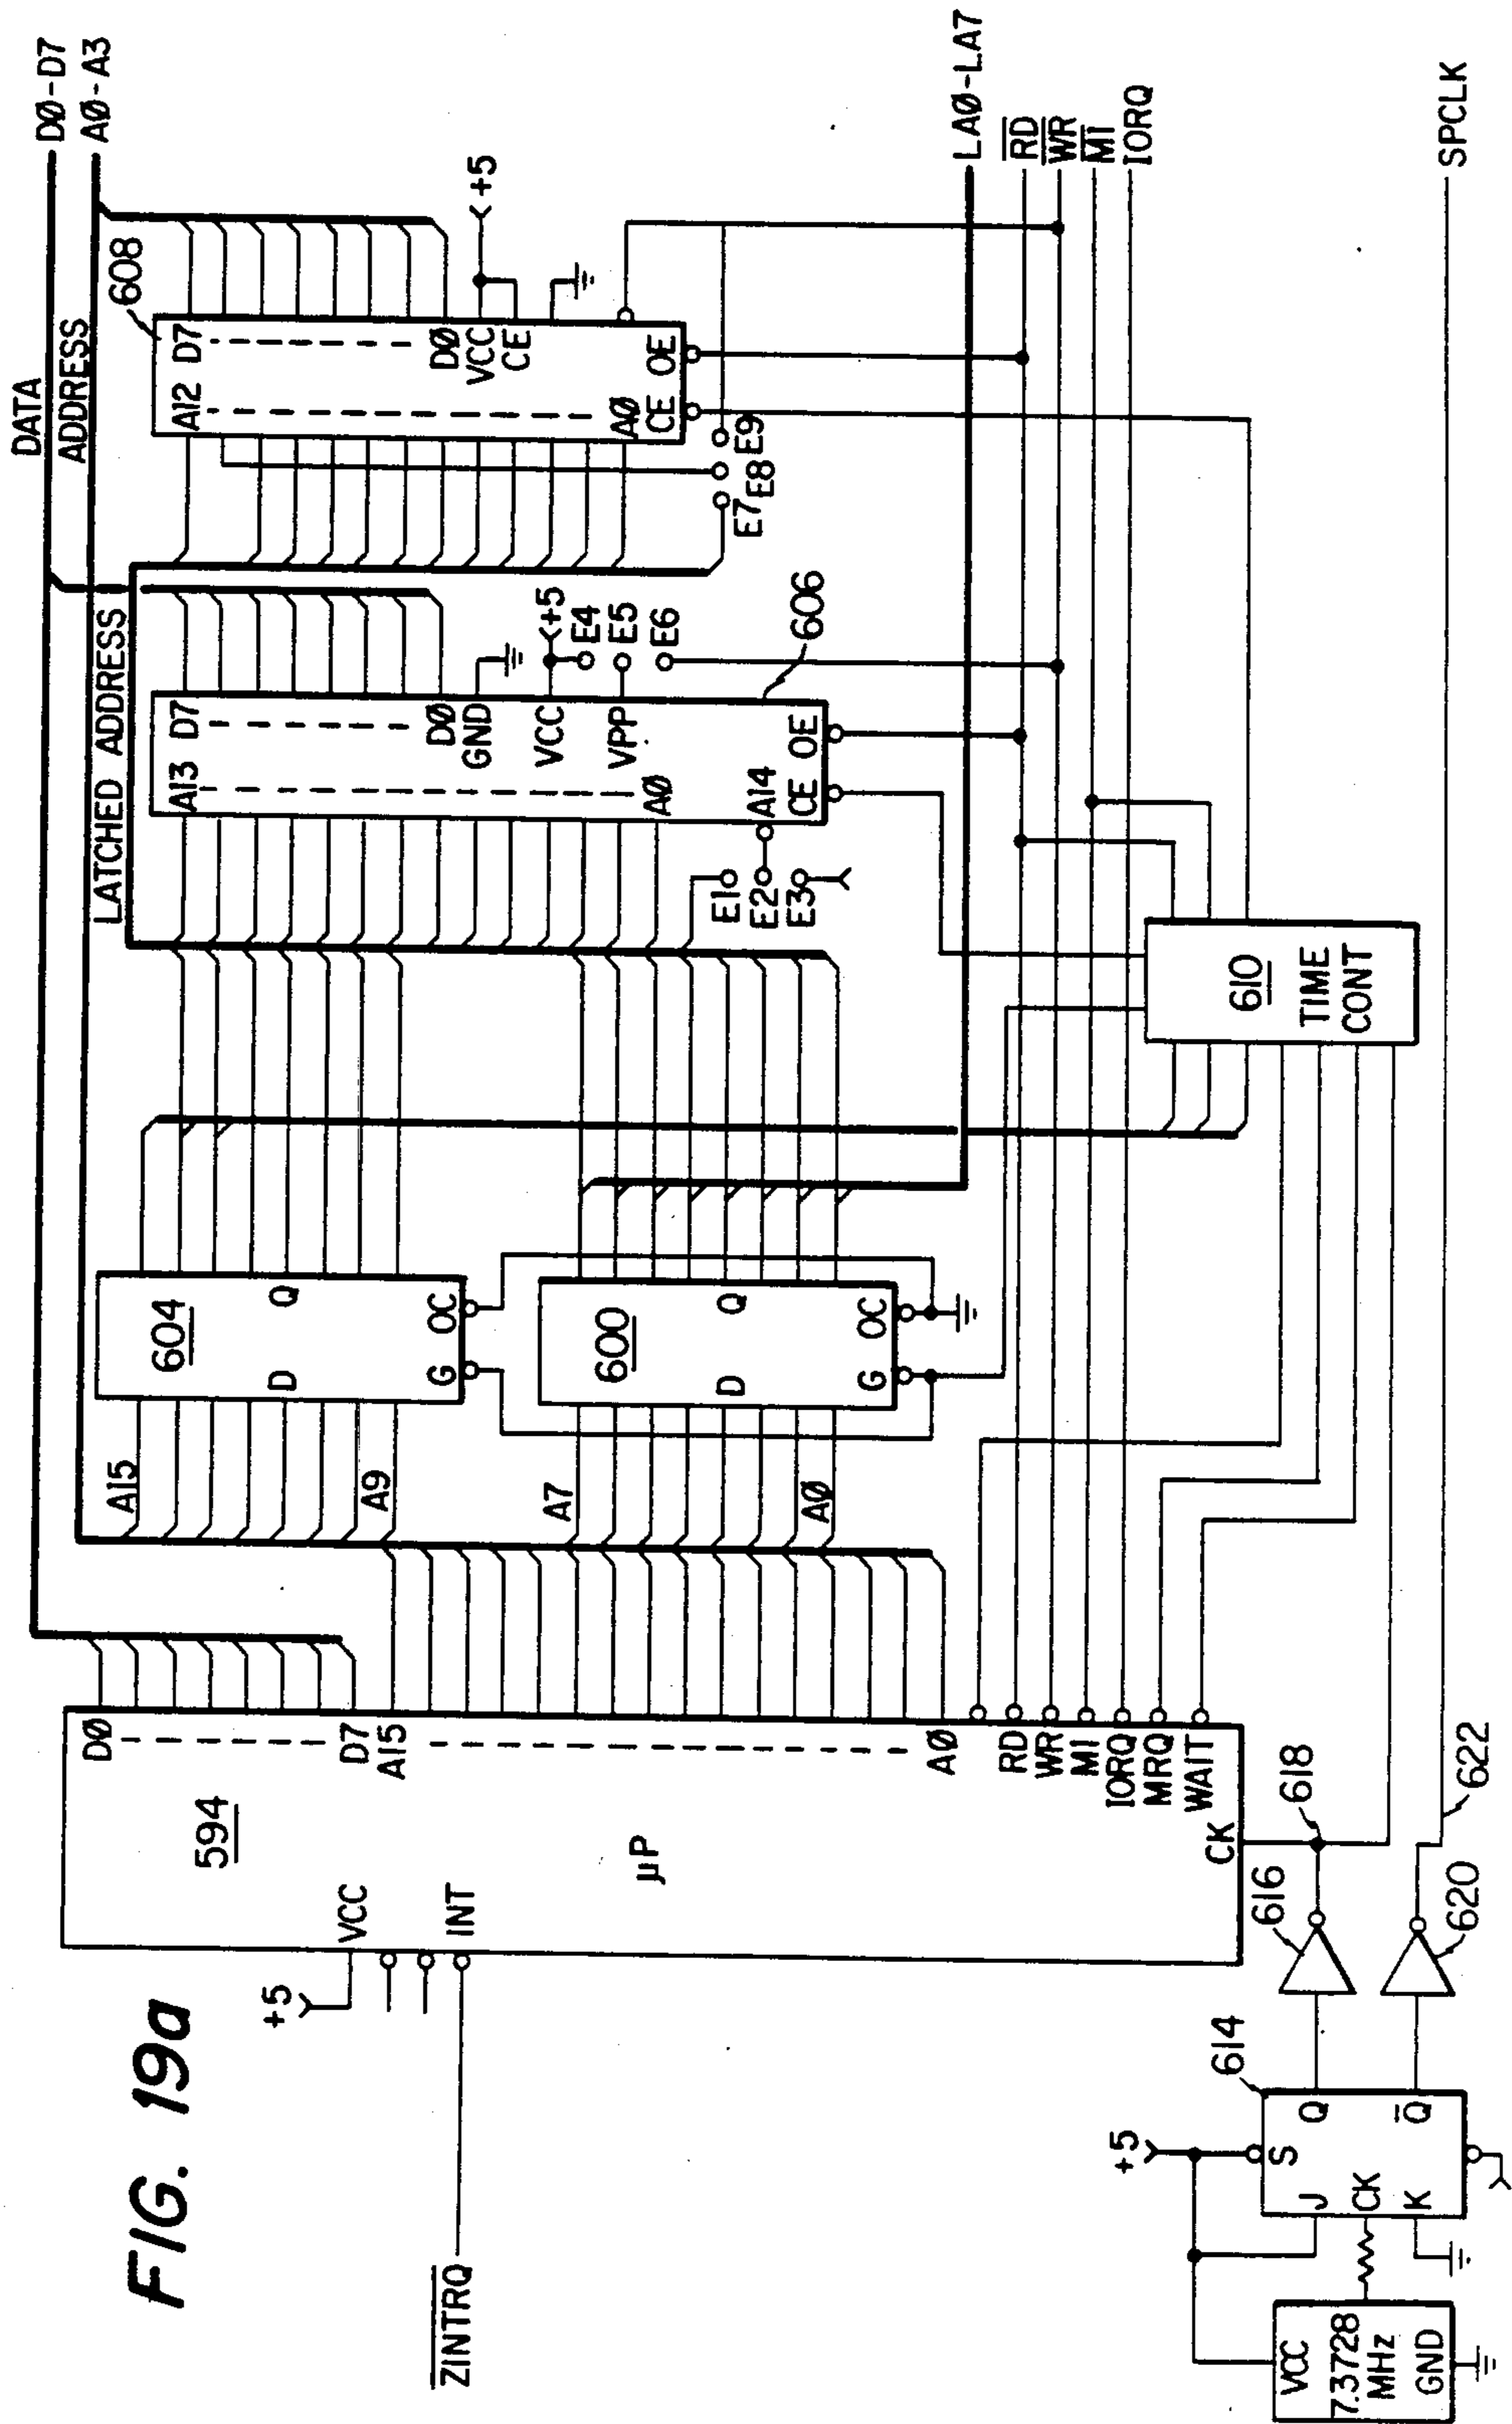 FIG. 19a
DATA
D0-D7
ADDRESS
A0-A3
LATCHED ADDRESS
594
µP
D0
D7
A15
A0
RD
WR
MI
IORQ
MRQ
WAIT
CK
VCC
+5
INT
ZINTRQ
A15
A9
604
D
Q
G
OC
A7
A0
600
D
Q
G
OC
606
A13
D7
D0
GND
VCC
VPP
A0
A14
CE
OE
+5
E4
E5
E6
E1
E2
E3
608
A12
D7
D0
VCC
CE
A0
CE
OE
+5
E7
E8
E9
LA0-LA7
RD
WR
MI
IORQ
SPCLK
610
TIME
CONT
616
618
620
622
614
+5
S
J
CK
K
Q
Q
VCC
7.3728
MHz
GND